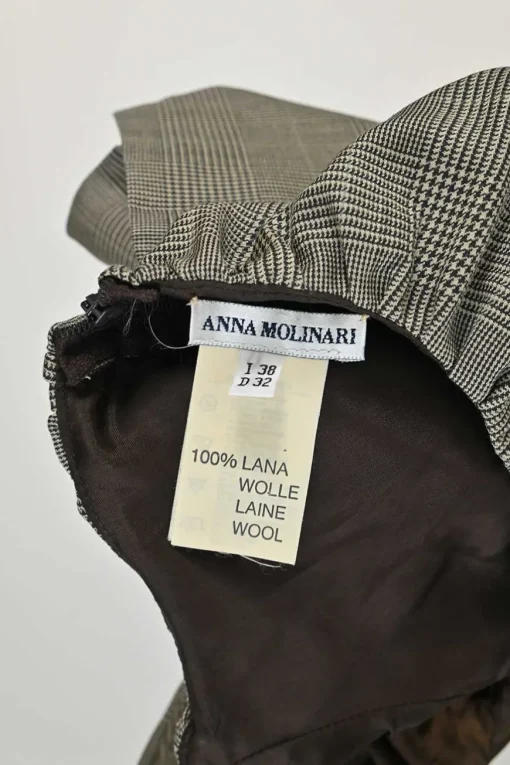 ANNA MOLINARI
I 38
D 32
100% LANA
WOLLE
LAINE
WOOL